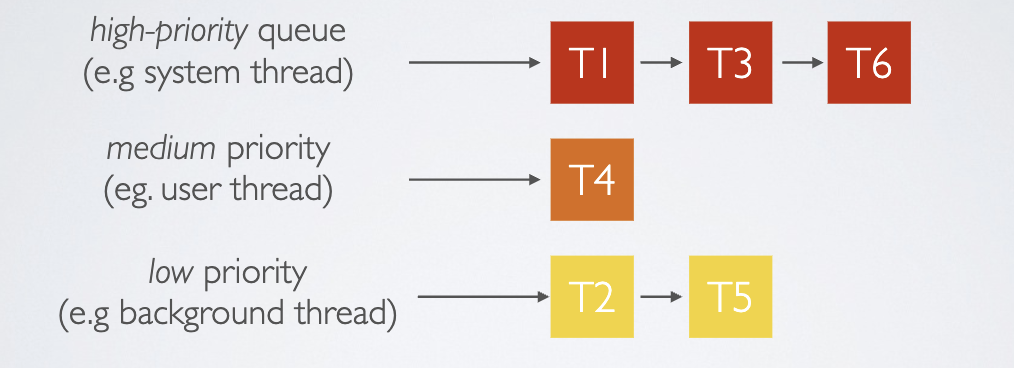 high-priority queue
(e.g system thread)
T1 T3 T6
medium priority
(eg. user thread)
T4
low priority
(e.g background thread)
T2 T5